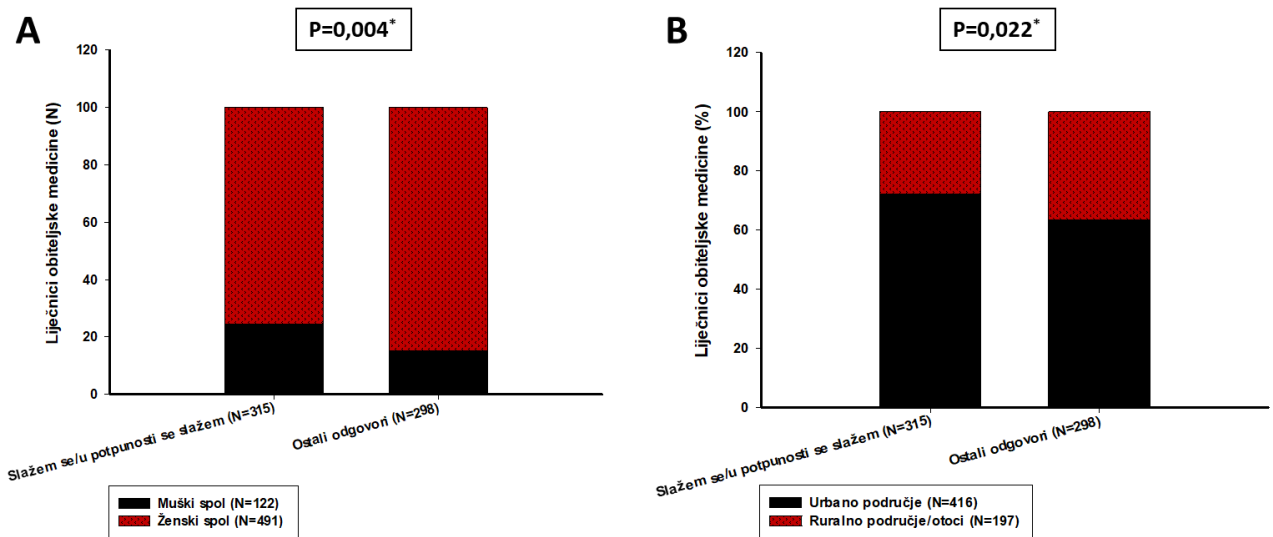 A
P=0,004*
Liječnici obiteljske medicine (N)
120
100
80
60
40
20
0
Slažem se/u potpunosti se slažem (N=315)
Ostali odgovori (N=298)
Muški spol (N=122)
Ženski spol (N=491)
B
P=0,022*
Liječnici obiteljske medicine (%)
120
100
80
60
40
20
0
Slažem se/u potpunosti se slažem (N=315)
Ostali odgovori (N=298)
Urbano područje (N=416)
Ruralno područje/otoci (N=197)